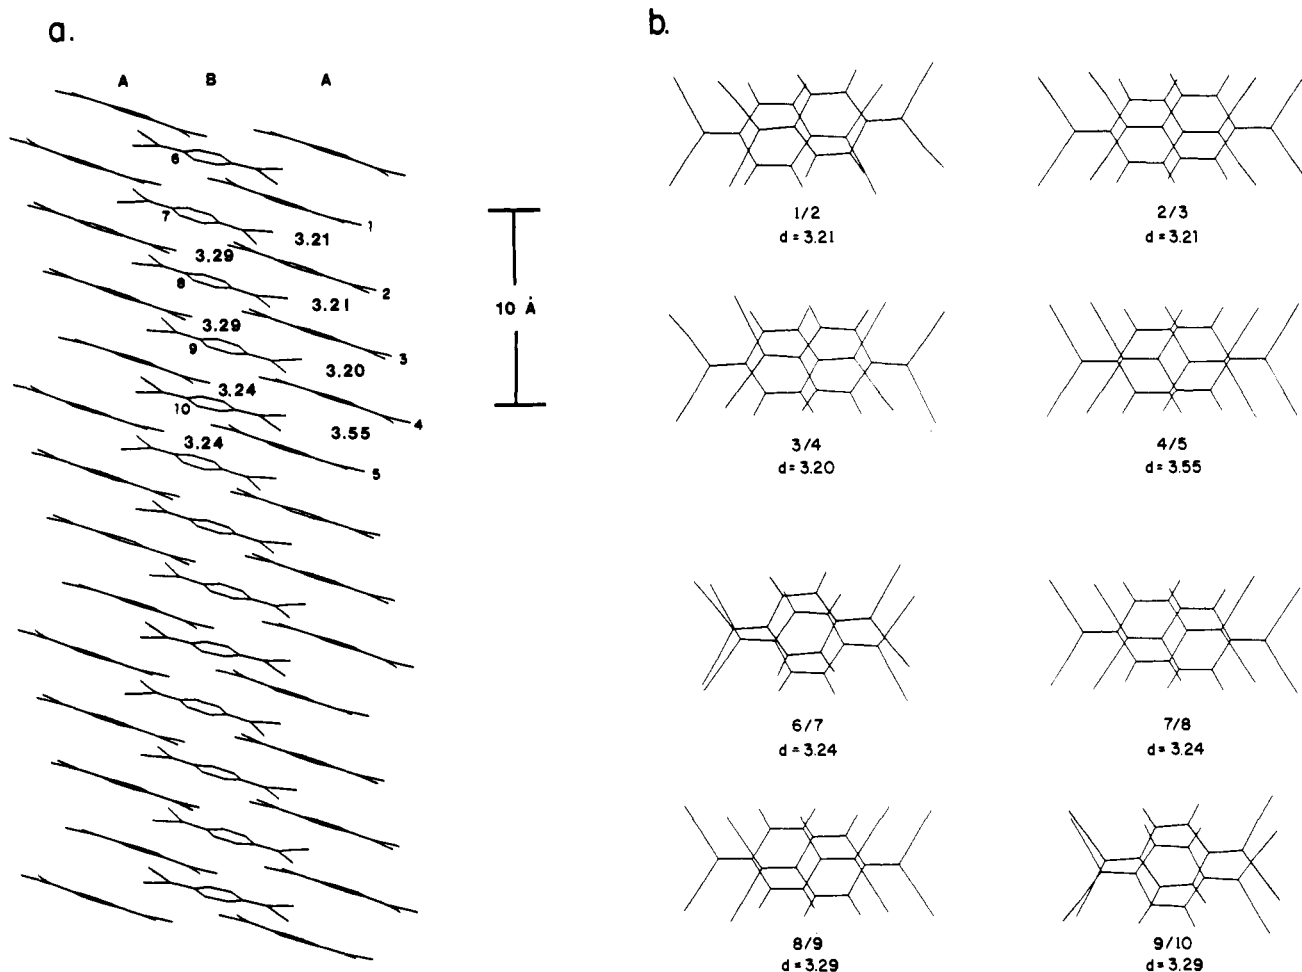 a.
A B A
6
1
7
3.21
3.29
2
8
3.21
3.29
3
9
3.20
3.24
10
4
3.55
3.24
5
10 Å
b.
1/2
d = 3.21
2/3
d = 3.21
3/4
d = 3.20
4/5
d = 3.55
6/7
d = 3.24
7/8
d = 3.24
8/9
d = 3.29
9/10
d = 3.29